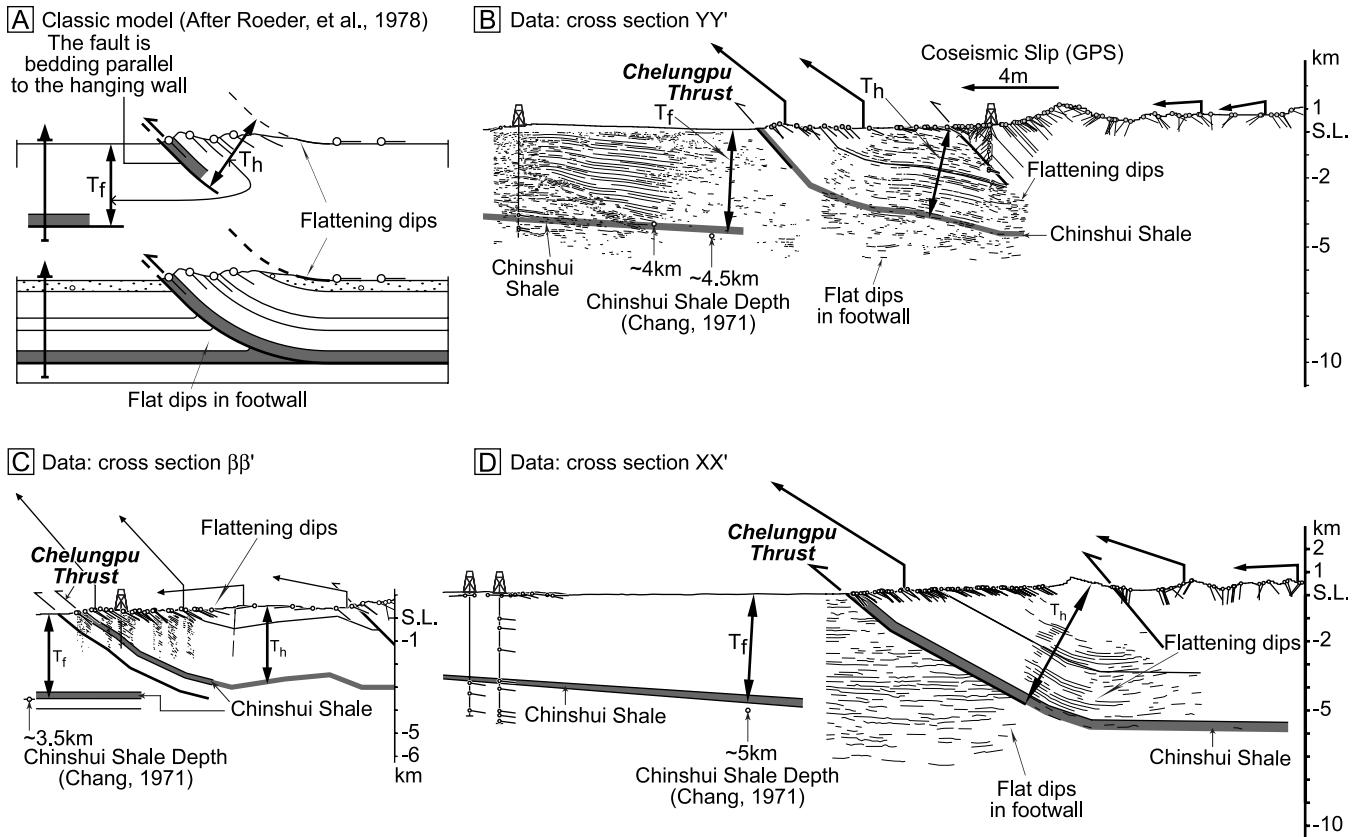 A Classic model (After Roeder, et al., 1978)
The fault is
bedding parallel
to the hanging wall
Tf
Th
Flattening dips
Flat dips in footwall
B Data: cross section YY'
Chelungpu
Thrust
Tf
Th
Coseismic Slip (GPS)
4m
km
1
S.L.
-2
-5
-10
Flattening dips
Chinshui Shale
Chinshui
Shale
~4km
~4.5km
Chinshui Shale Depth
(Chang, 1971)
Flat dips
in footwall
C Data: cross section ββ'
Flattening dips
Chelungpu
Thrust
S.L.
-1
-5
-6
km
Tf
Th
Chinshui Shale
~3.5km
Chinshui Shale Depth
(Chang, 1971)
D Data: cross section XX'
Chelungpu
Thrust
km
2
1
S.L.
-2
-5
-10
Tf
Th
Flattening dips
Chinshui Shale
Chinshui Shale
~5km
Chinshui Shale Depth
(Chang, 1971)
Flat dips
in footwall